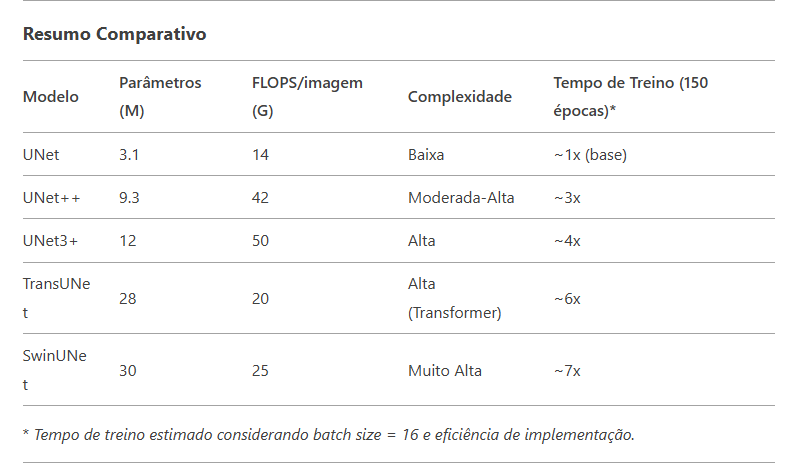 Resumo Comparativo
Modelo Parâmetros (M) FLOPS/imagem (G) Complexidade Tempo de Treino (150 épocas)*
UNet 3.1 14 Baixa ~1x (base)
UNet++ 9.3 42 Moderada-Alta ~3x
UNet3+ 12 50 Alta ~4x
TransUNet 28 20 Alta (Transformer) ~6x
SwinUNet 30 25 Muito Alta ~7x
* Tempo de treino estimado considerando batch size = 16 e eficiência de implementação.